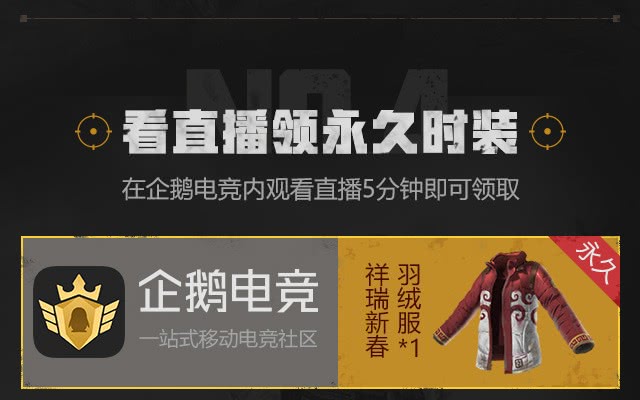 NO.4
看直播领永久时装
在企鹅电竞内观看直播5分钟即可领取
企鹅电竞
一站式移动电竞社区
羽绒服*1
祥瑞新春
永久